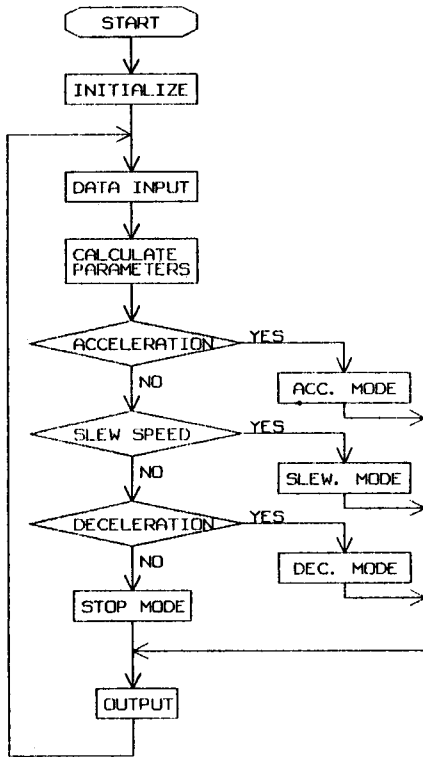 START
INITIALIZE
DATA INPUT
CALCULATE
PARAMETERS
ACCELERATION
YES
ACC. MODE
NO
SLEW SPEED
YES
SLEW. MODE
NO
DECELERATION
YES
DEC. MODE
NO
STOP MODE
OUTPUT